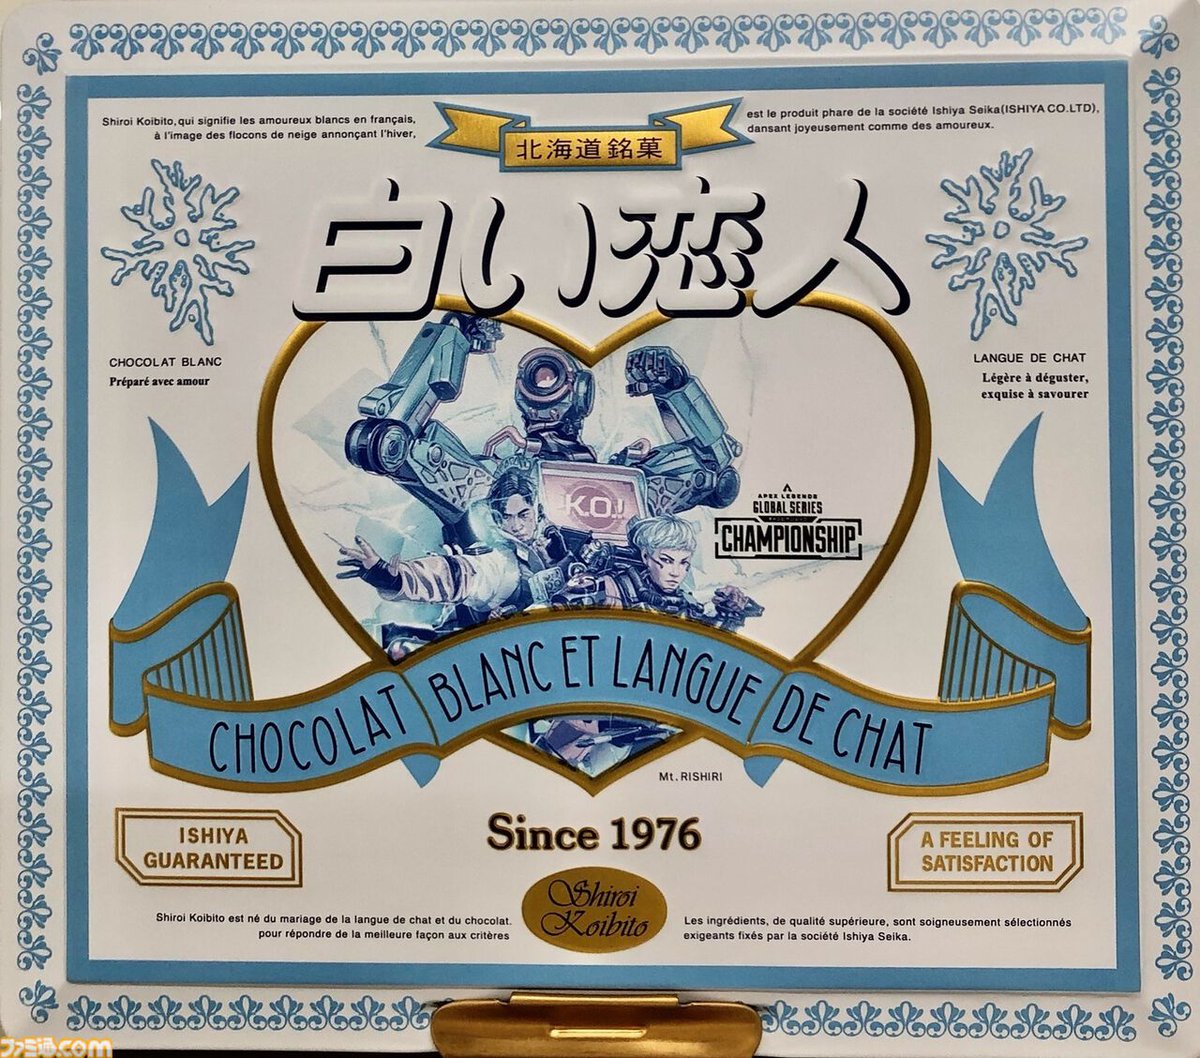 Shiroi Koibito, qui signifie les amoureux blancs en français,
à l'image des flocons de neige annonçant l'hiver,
est le produit phare de la société Ishiya Seika(ISHIYA CO.LTD),
dansant joyeusement comme des amoureux.
北海道銘菓
白い恋人
CHOCOLAT BLANC
Préparé avec amour
LANGUE DE CHAT
Légère à déguster,
exquise à savourer
K.O.!
APEX LEGENDS
GLOBAL SERIES
CHAMPIONSHIP
CHOCOLAT BLANC ET LANGUE DE CHAT
Mt. RISHIRI
ISHIYA
GUARANTEED
Since 1976
A FEELING OF
SATISFACTION
Shiroi
Koibito
Shiroi Koibito est né du mariage de la langue de chat et du chocolat.
pour répondre de la meilleure façon aux critères
Les ingrédients, de qualité supérieure, sont soigneusement sélectionnés
exigeants fixés par la société Ishiya Seika.
ファミ通.com